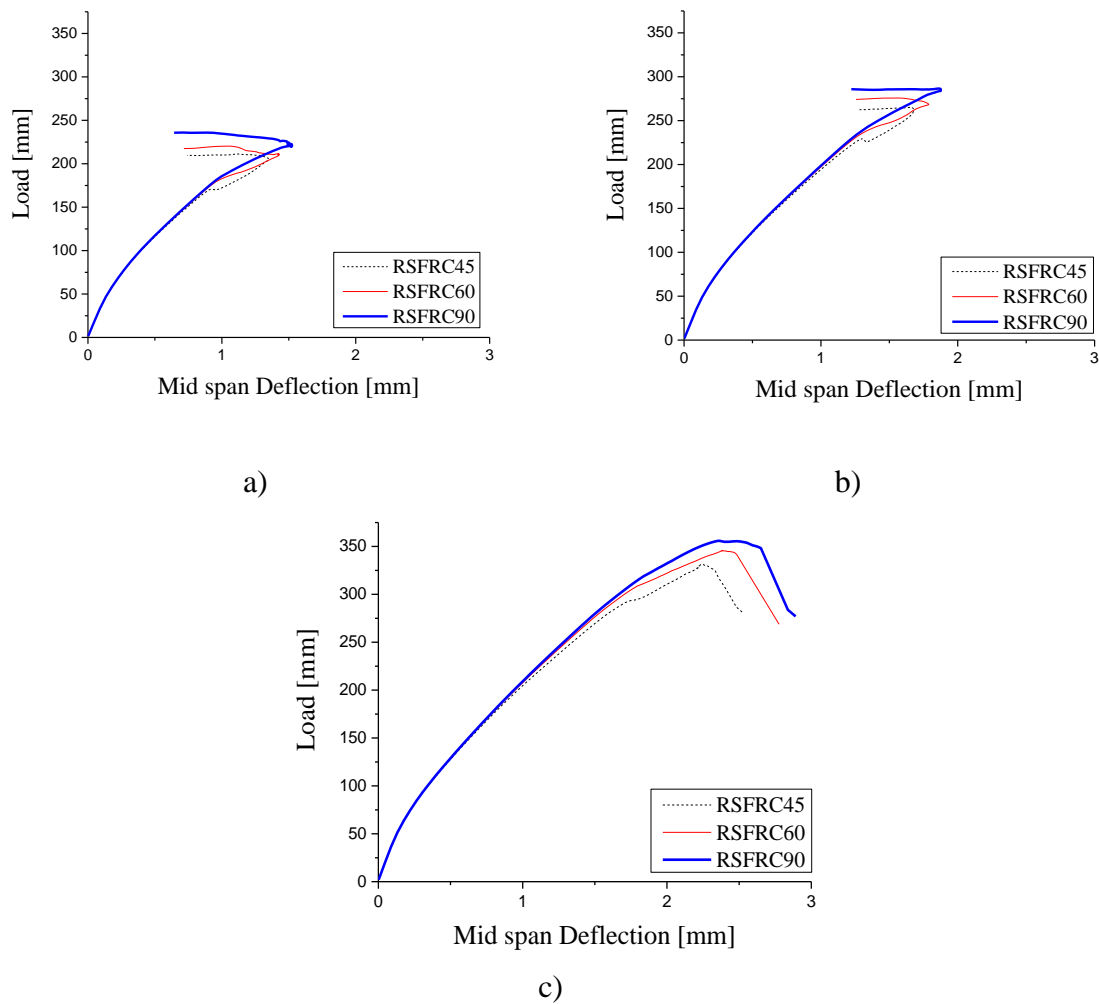 350
300
250
200
150
100
50
0
Load [mm]
RSFRC45
RSFRC60
RSFRC90
0 1 2 3
Mid span Deflection [mm]
a)
350
300
250
200
150
100
50
0
Load [mm]
RSFRC45
RSFRC60
RSFRC90
0 1 2 3
Mid span Deflection [mm]
b)
350
300
250
200
150
100
50
0
Load [mm]
RSFRC45
RSFRC60
RSFRC90
0 1 2 3
Mid span Deflection [mm]
c)